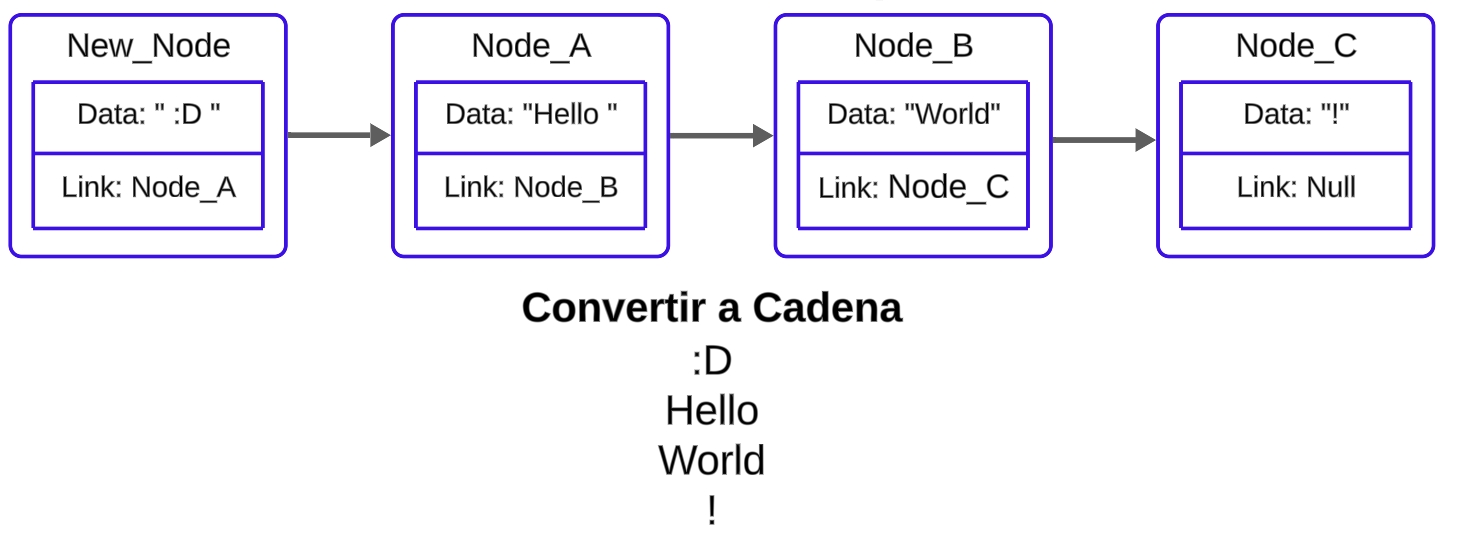 New_Node
Data: " :D "
Link: Node_A
Node_A
Data: "Hello "
Link: Node_B
Node_B
Data: "World"
Link: Node_C
Node_C
Data: "!"
Link: Null
Convertir a Cadena
:D
Hello
World
!